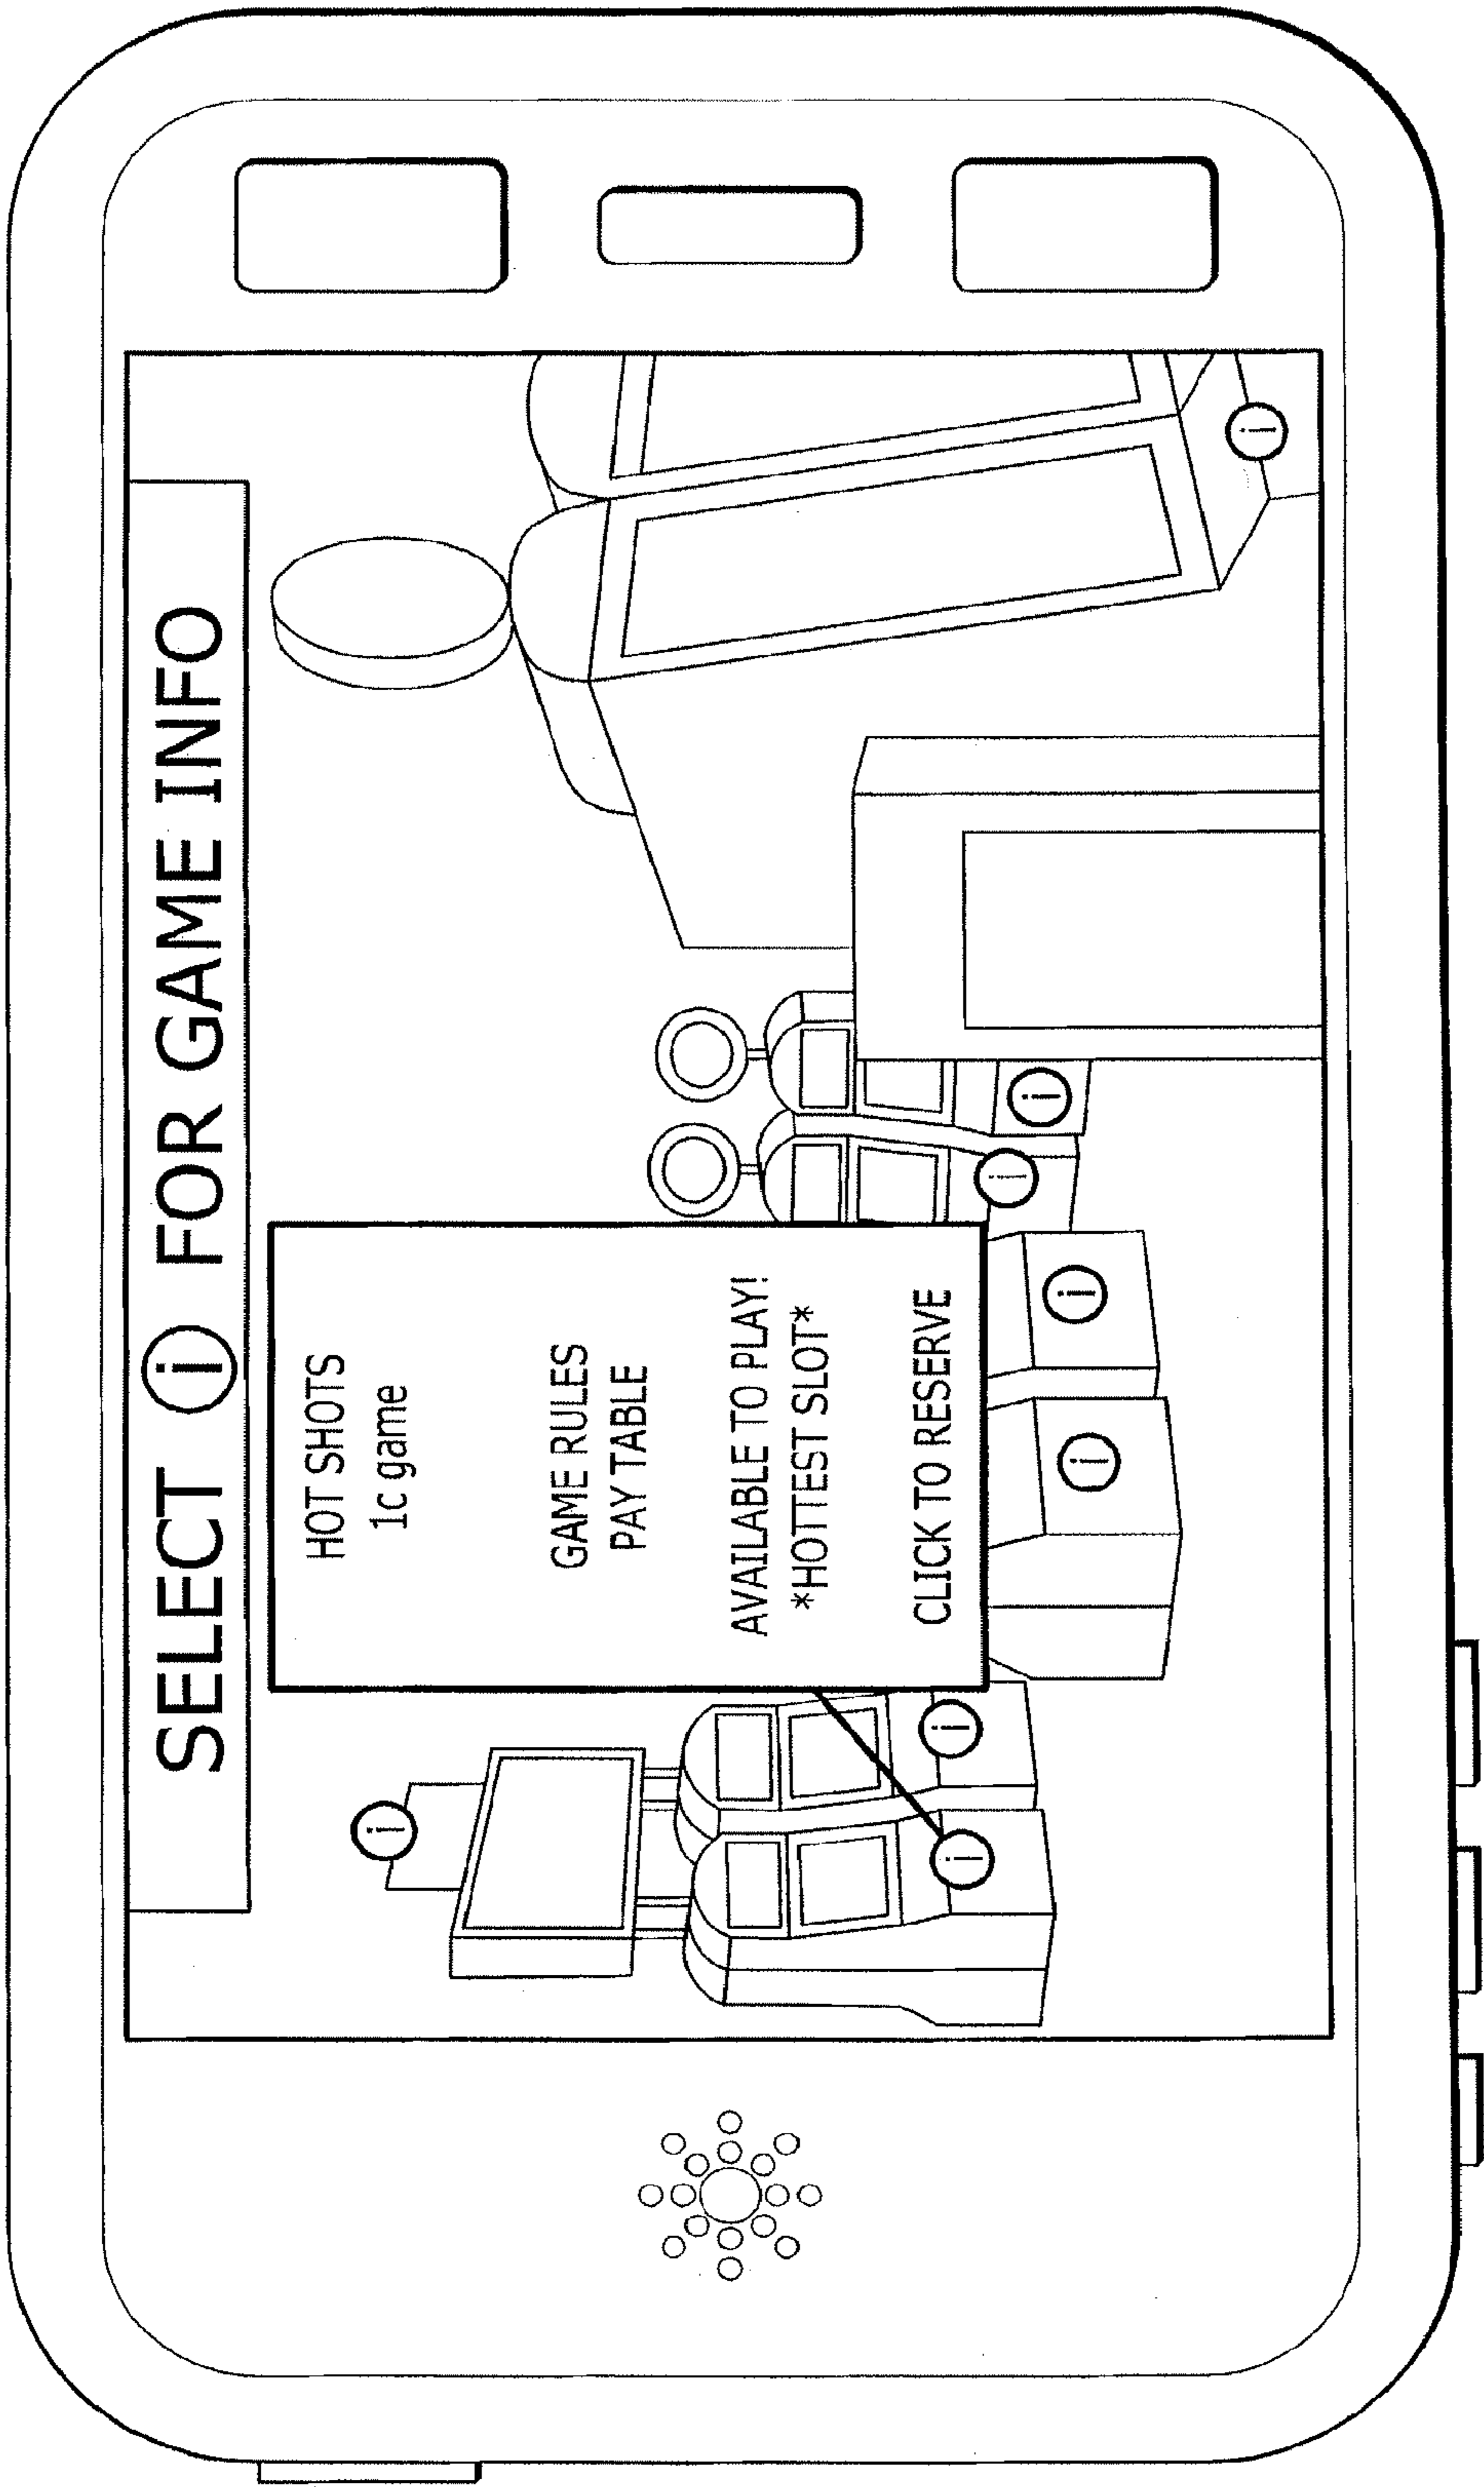 SELECT i FOR GAME INFO
HOT SHOTS
1c game
GAME RULES
PAY TABLE
AVAILABLE TO PLAY!
*HOTTEST SLOT*
CLICK TO RESERVE
i
i
i
i
i
i
i
i